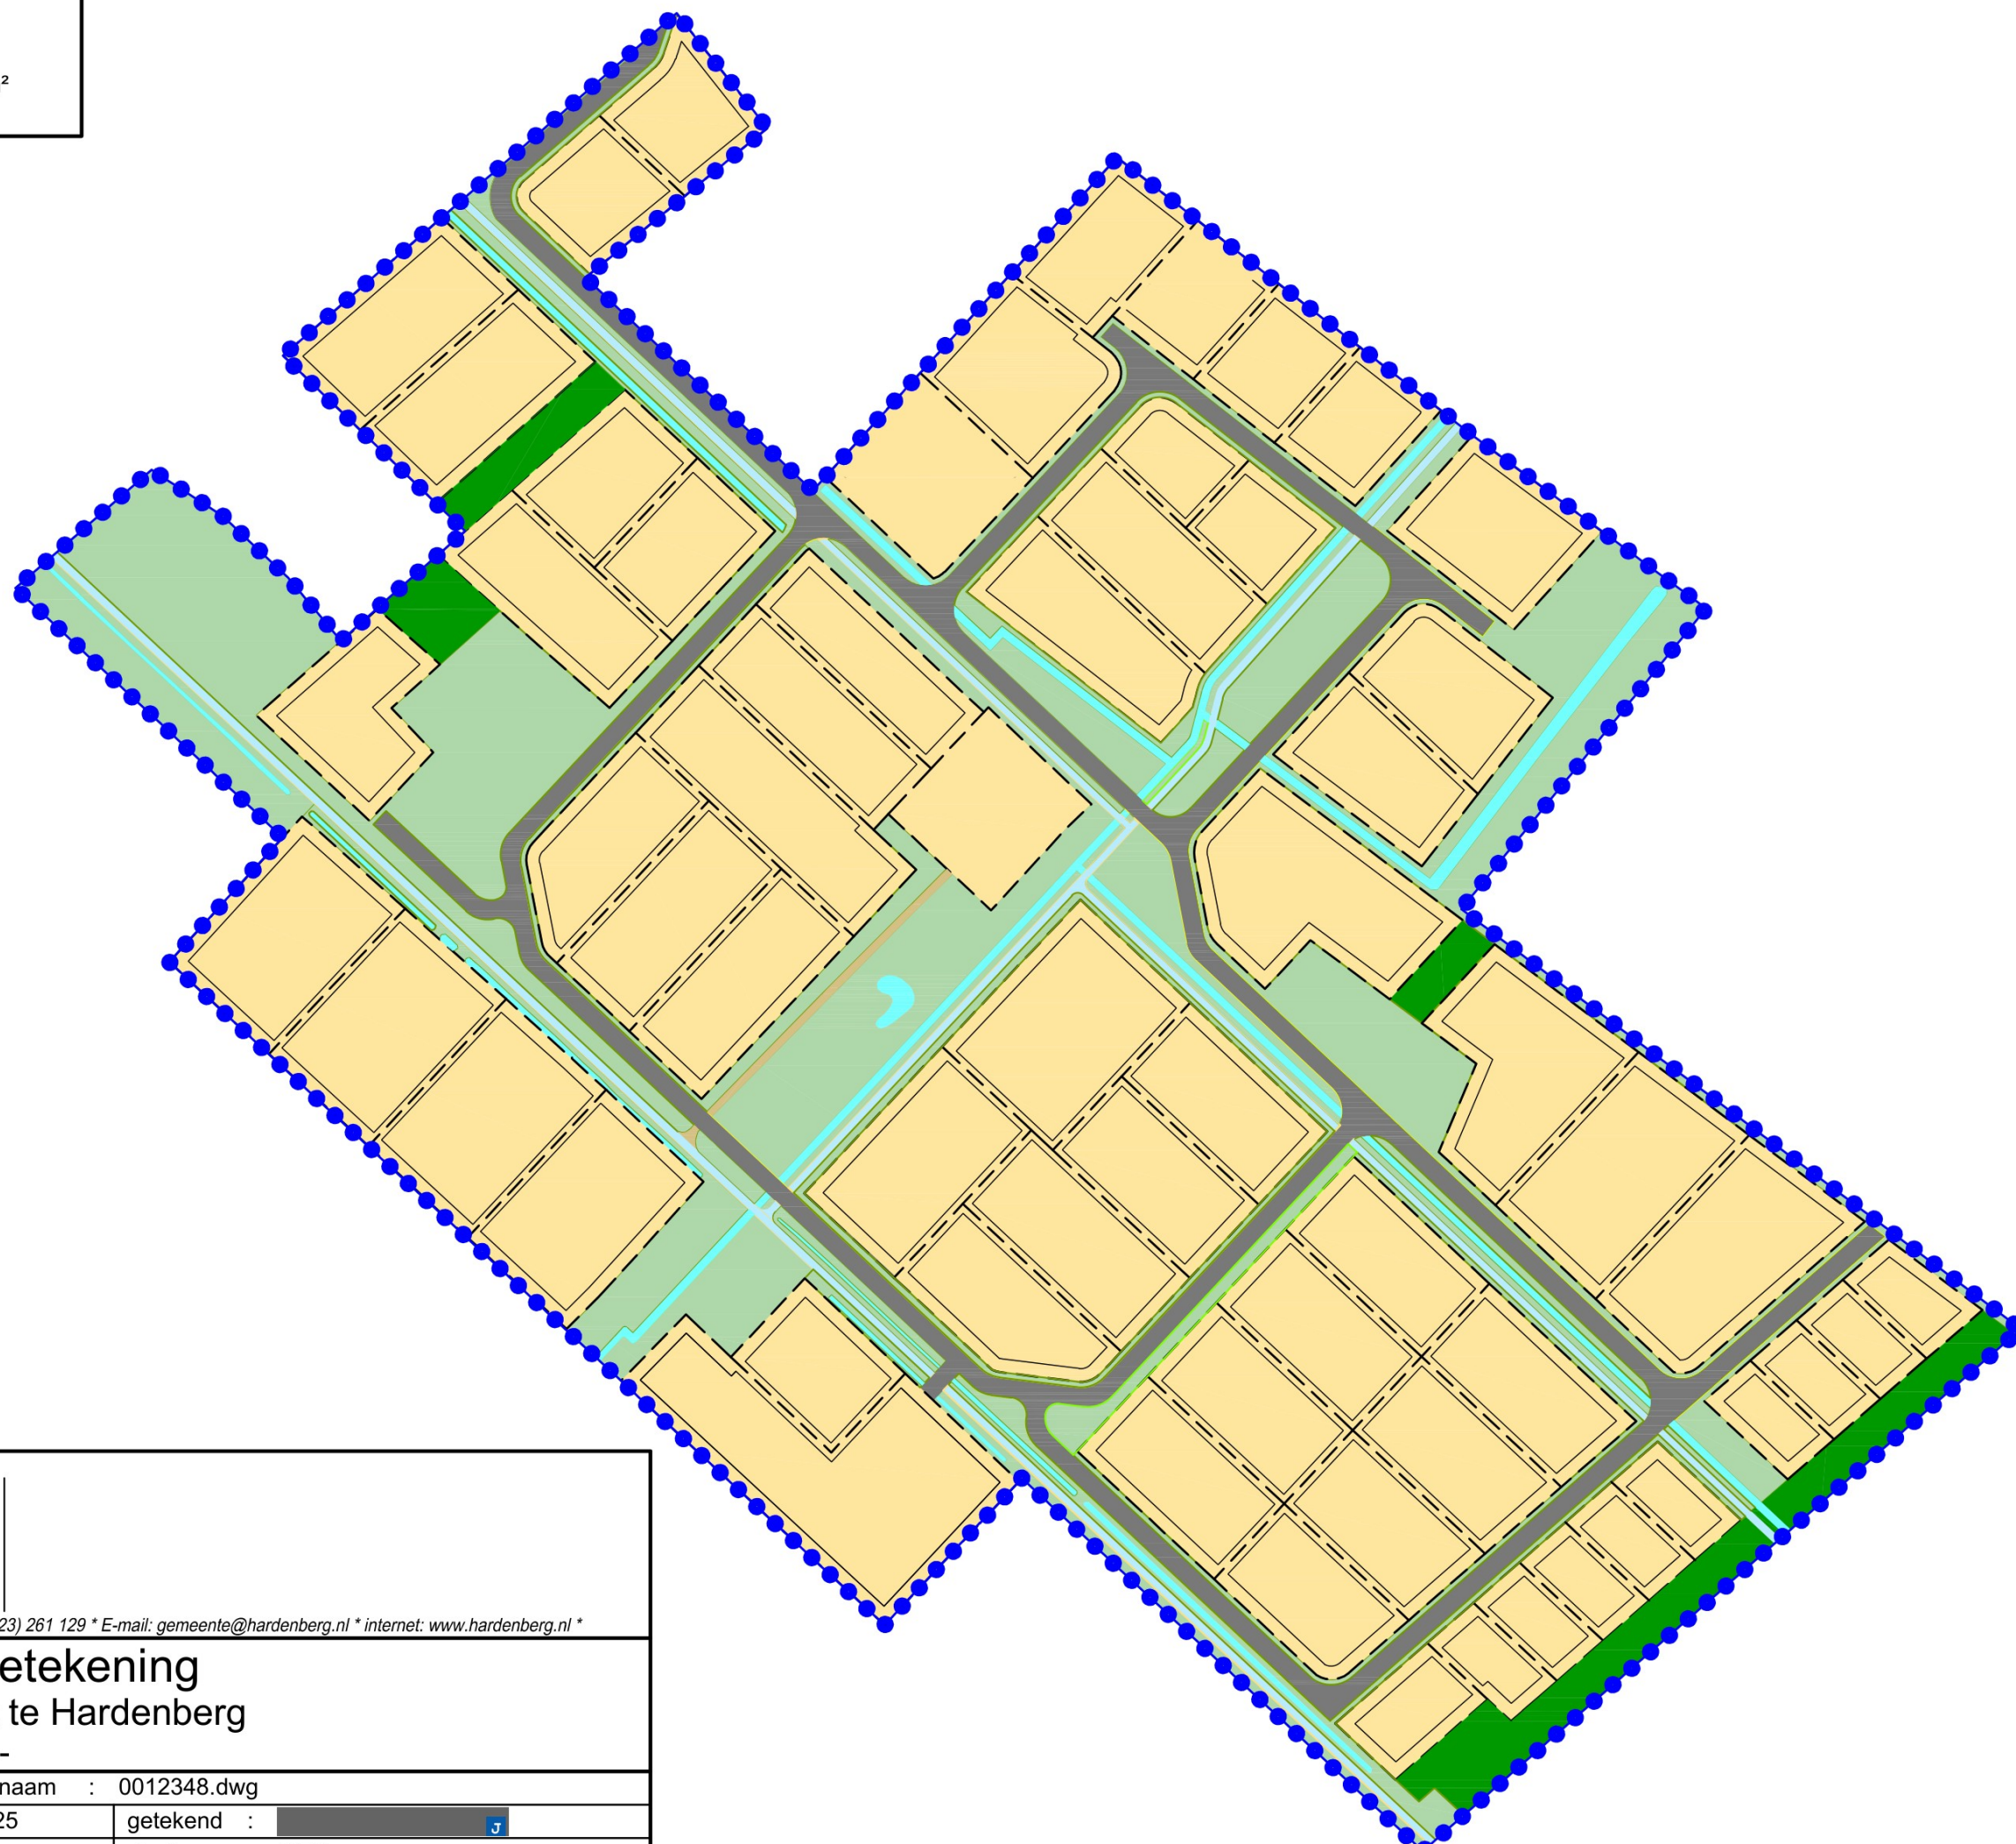 ²
23) 261 129 * E-mail: gemeente@hardenberg.nl * internet: www.hardenberg.nl *
etekening
te Hardenberg
-
naam : 0012348.dwg
25 getekend :
J